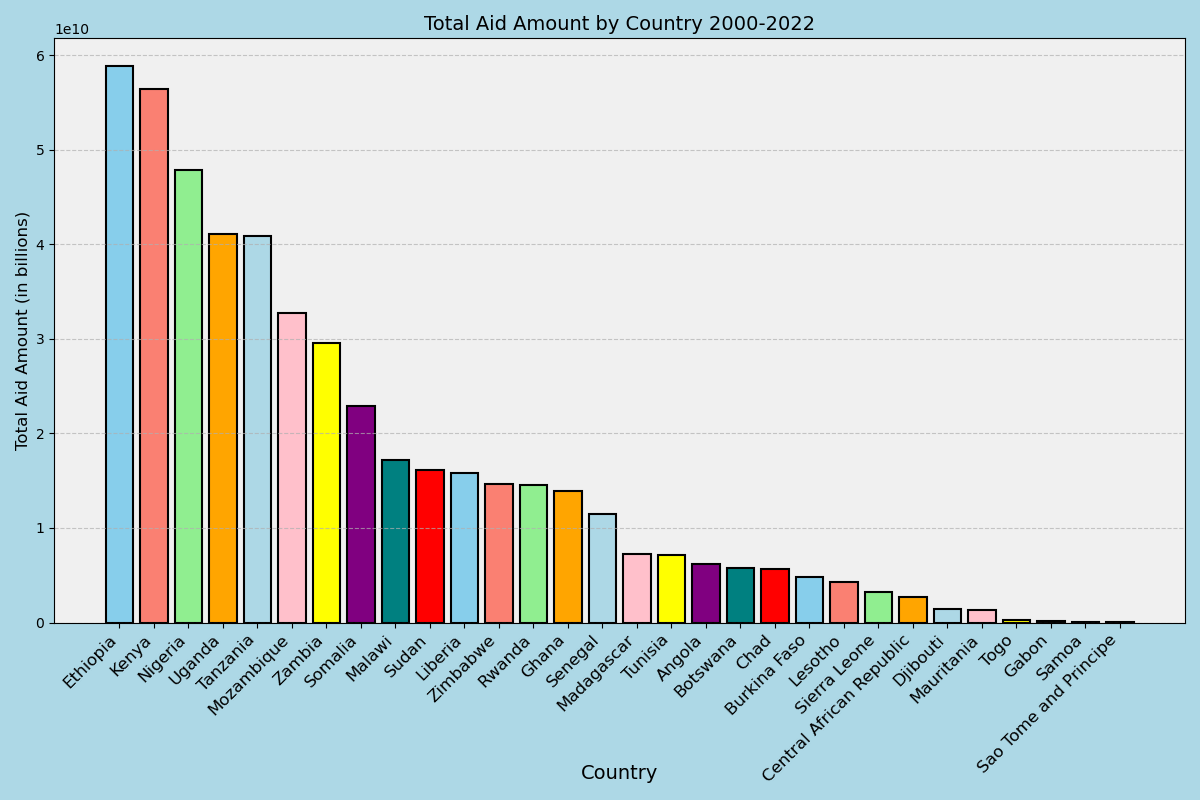 Total Aid Amount by Country 2000-2022
1e10
6
5
4
3
2
1
0
Total Aid Amount (in billions)
Ethiopia
Kenya
Nigeria
Uganda
Tanzania
Mozambique
Zambia
Somalia
Malawi
Sudan
Liberia
Zimbabwe
Rwanda
Ghana
Senegal
Madagascar
Tunisia
Angola
Botswana
Chad
Burkina Faso
Lesotho
Sierra Leone
Central African Republic
Djibouti
Mauritania
Togo
Gabon
Samoa
Sao Tome and Principe
Country